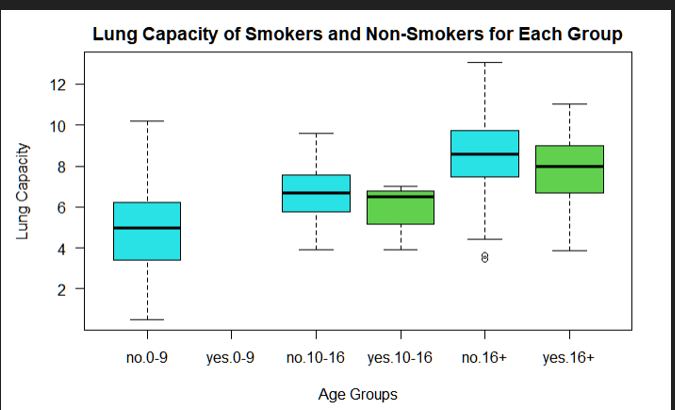 Lung Capacity of Smokers and Non-Smokers for Each Group
Lung Capacity
12
10
8
6
4
2
no.0-9 yes.0-9 no.10-16 yes.10-16 no.16+ yes.16+
Age Groups